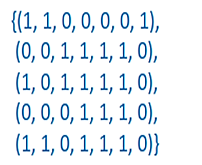 {(1, 1, 0, 0, 0, 0, 1),
(0, 0, 1, 1, 1, 1, 0),
(1, 0, 1, 1, 1, 1, 0),
(0, 0, 0, 1, 1, 1, 0),
(1, 1, 0, 1, 1, 1, 0)}